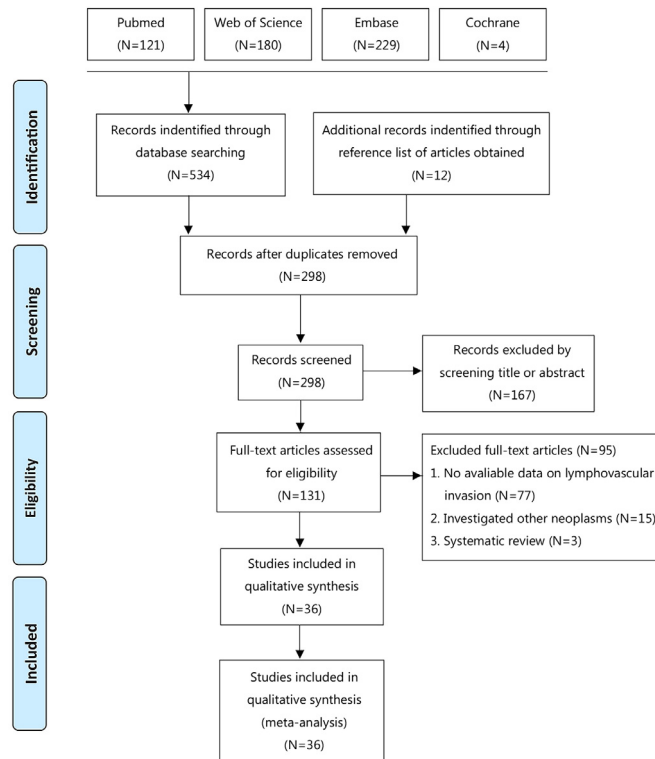 Pubmed
(N=121)
Web of Science
(N=180)
Embase
(N=229)
Cochrane
(N=4)
Identification
Records indentified through
database searching
(N=534)
Additional records indentified through
reference list of articles obtained
(N=12)
Records after duplicates removed
(N=298)
Screening
Records screened
(N=298)
Records excluded by
screening title or abstract
(N=167)
Eligibility
Full-text articles assessed
for eligibility
(N=131)
Excluded full-text articles (N=95)
1. No avaliable data on lymphovascular
invasion (N=77)
2. Investigated other neoplasms (N=15)
3. Systematic review (N=3)
Included
Studies included in
qualitative synthesis
(N=36)
Studies included in
qualitative synthesis
(meta-analysis)
(N=36)